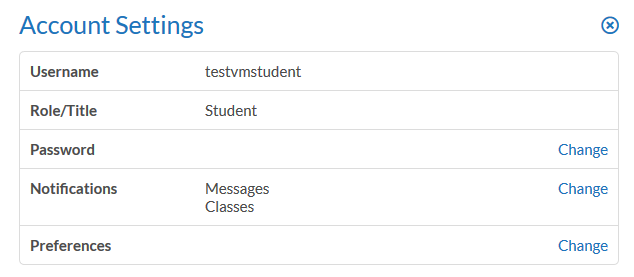 Account Settings
Username testvmstudent
Role/Title Student
Password Change
Notifications Messages Change
Classes
Preferences Change